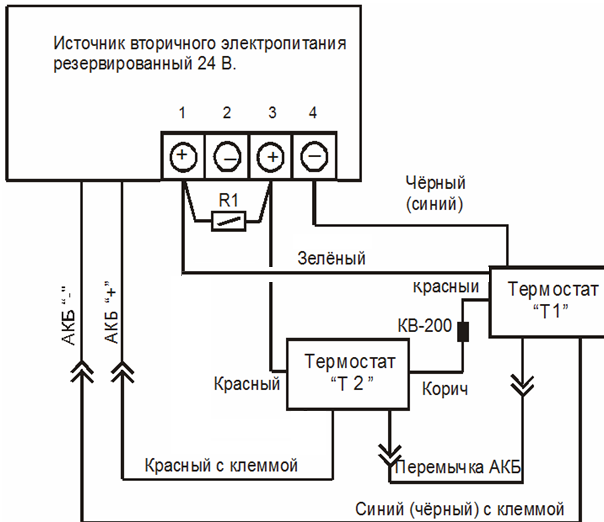 Источник вторичного электропитания
резервированный 24 В.
1 2 3 4
+ – + –
R1
Чёрный
(синий)
Зелёный
Красный
Термостат
“Т1”
КВ-200
АКБ “-”
АКБ “+”
Термостат
“Т 2”
Красный
Корич
Красный с клеммой
Перемычка АКБ
Синий (чёрный) с клеммой